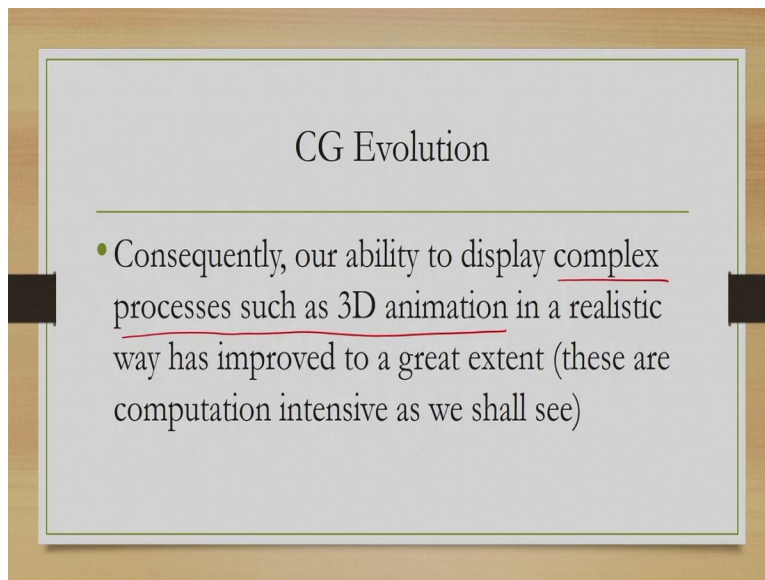 CG Evolution
• Consequently, our ability to display complex
processes such as 3D animation in a realistic
way has improved to a great extent (these are
computation intensive as we shall see)